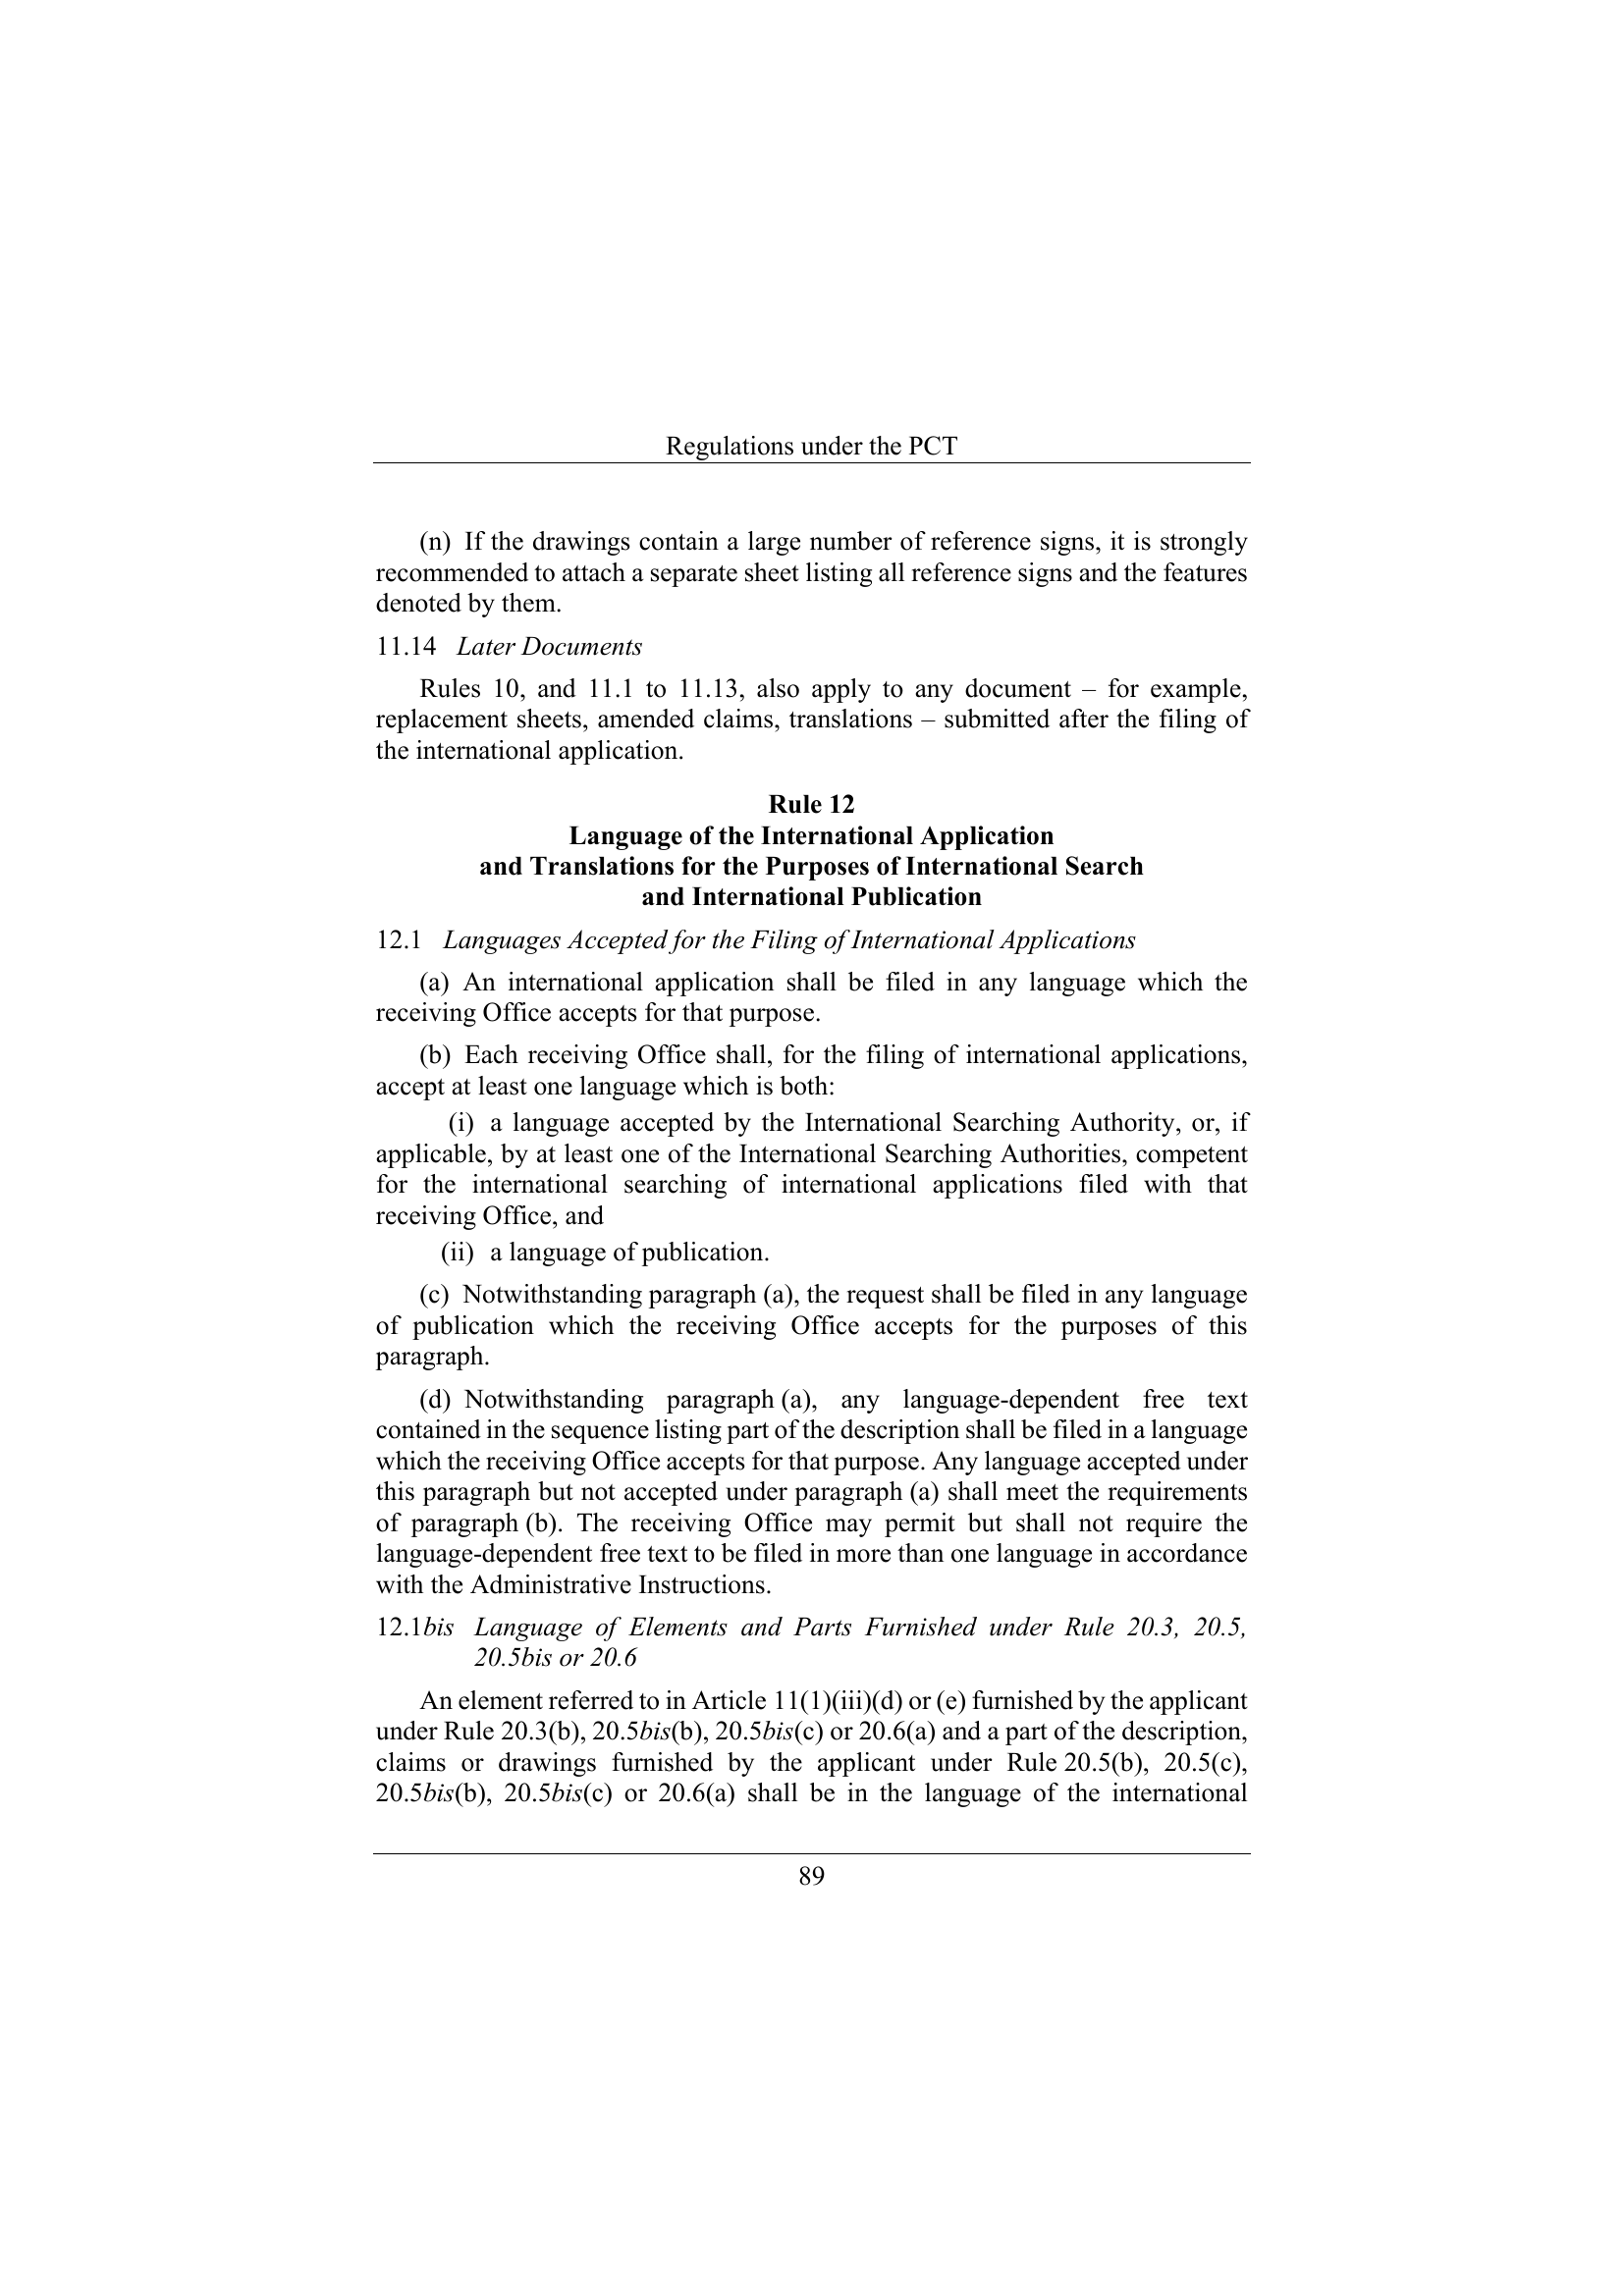 Regulations under the PCT
(n) If the drawings contain a large number of reference signs, it is strongly
recommended to attach a separate sheet listing all reference signs and the features
denoted by them.
11.14 Later Documents
Rules 10, and 11.1 to 11.13, also apply to any document – for example,
replacement sheets, amended claims, translations – submitted after the filing of
the international application.
Rule 12
Language of the International Application
and Translations for the Purposes of International Search
and International Publication
12.1 Languages Accepted for the Filing of International Applications
(a) An international application shall be filed in any language which the
receiving Office accepts for that purpose.
(b) Each receiving Office shall, for the filing of international applications,
accept at least one language which is both:
(i) a language accepted by the International Searching Authority, or, if
applicable, by at least one of the International Searching Authorities, competent
for the international searching of international applications filed with that
receiving Office, and
(ii) a language of publication.
(c) Notwithstanding paragraph (a), the request shall be filed in any language
of publication which the receiving Office accepts for the purposes of this
paragraph.
(d) Notwithstanding paragraph (a), any language-dependent free text
contained in the sequence listing part of the description shall be filed in a language
which the receiving Office accepts for that purpose. Any language accepted under
this paragraph but not accepted under paragraph (a) shall meet the requirements
of paragraph (b). The receiving Office may permit but shall not require the
language-dependent free text to be filed in more than one language in accordance
with the Administrative Instructions.
12.1bis Language of Elements and Parts Furnished under Rule 20.3, 20.5,
20.5bis or 20.6
An element referred to in Article 11(1)(iii)(d) or (e) furnished by the applicant
under Rule 20.3(b), 20.5bis(b), 20.5bis(c) or 20.6(a) and a part of the description,
claims or drawings furnished by the applicant under Rule 20.5(b), 20.5(c),
20.5bis(b), 20.5bis(c) or 20.6(a) shall be in the language of the international
89